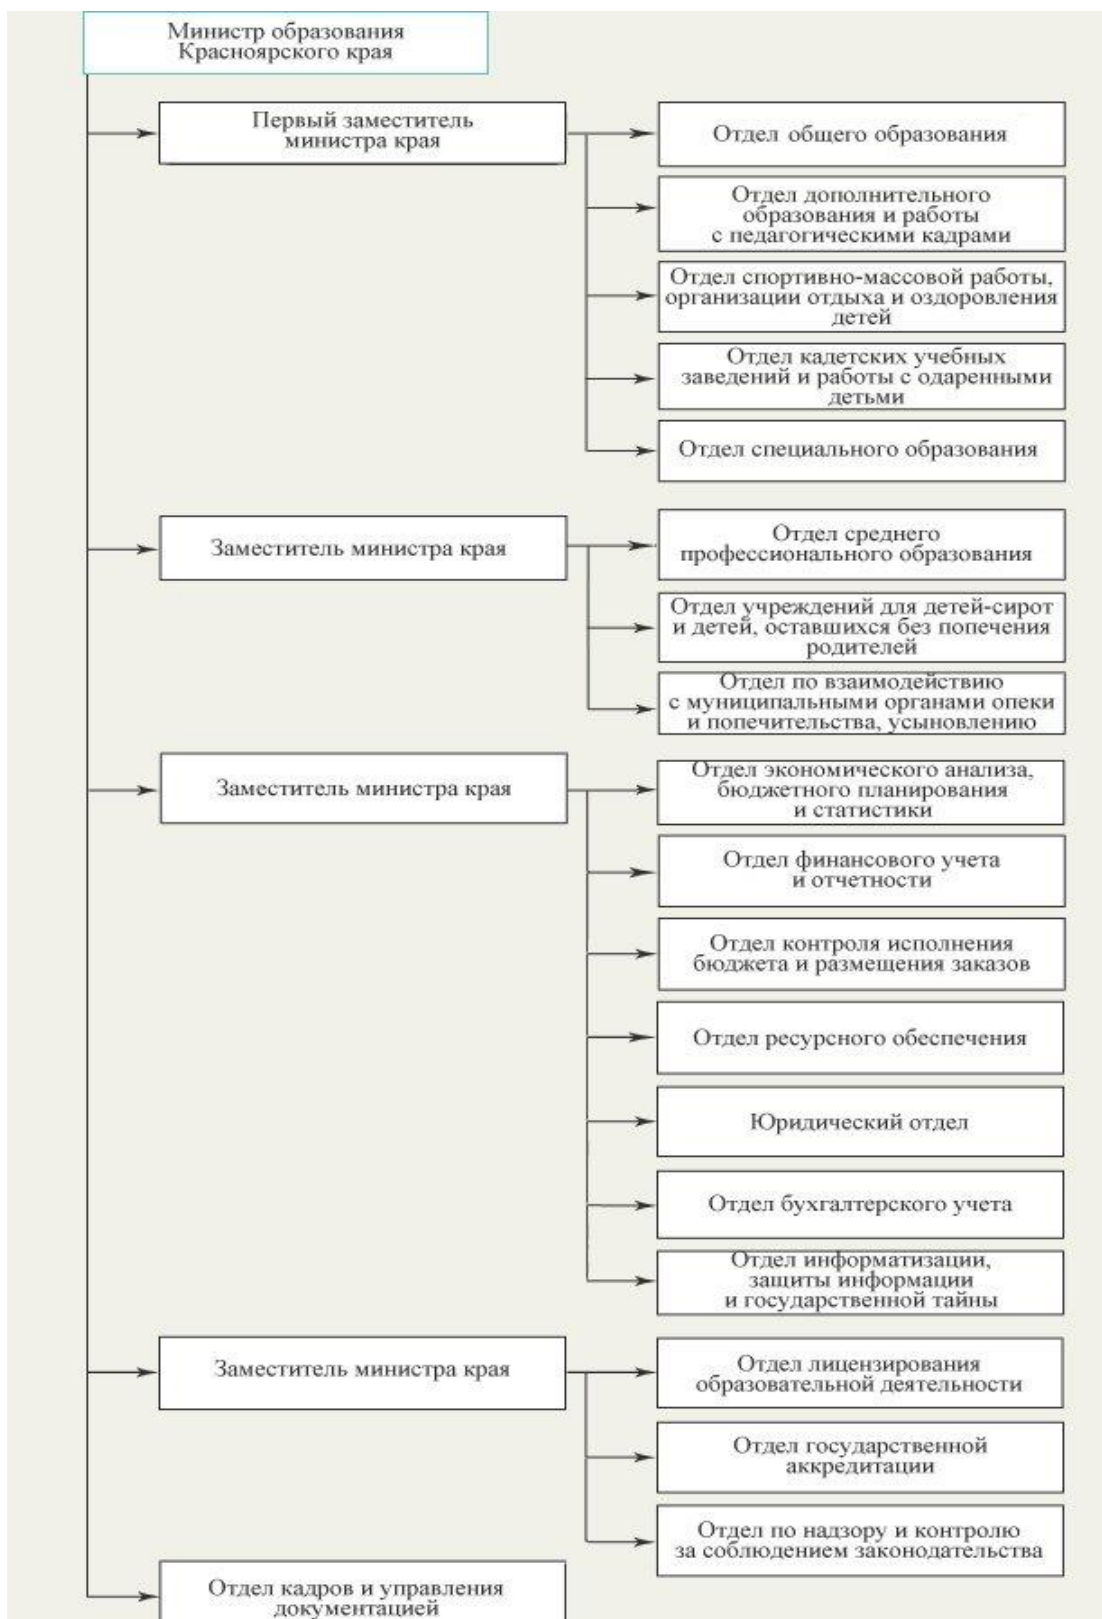 Министр образования
Красноярского края
Первый заместитель
министра края
Отдел общего образования
Отдел дополнительного
образования и работы
с педагогическими кадрами
Отдел спортивно-массовой работы,
организации отдыха и оздоровления
детей
Отдел кадетских учебных
заведений и работы с одаренными
детьми
Отдел специального образования
Заместитель министра края
Отдел среднего
профессионального образования
Отдел учреждений для детей-сирот
и детей, оставшихся без попечения
родителей
Отдел по взаимодействию
с муниципальными органами опеки
и попечительства, усыновлению
Заместитель министра края
Отдел экономического анализа,
бюджетного планирования
и статистики
Отдел финансового учета
и отчетности
Отдел контроля исполнения
бюджета и размещения заказов
Отдел ресурсного обеспечения
Юридический отдел
Отдел бухгалтерского учета
Отдел информатизации,
защиты информации
и государственной тайны
Заместитель министра края
Отдел лицензирования
образовательной деятельности
Отдел государственной
аккредитации
Отдел по надзору и контролю
за соблюдением законодательства
Отдел кадров и управления
документацией